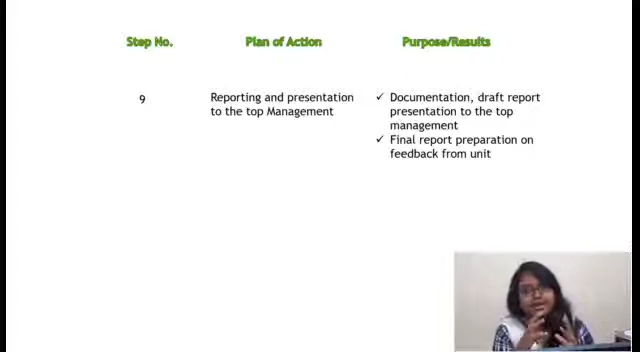 Step No. Plan of Action Purpose/Results
9 Reporting and presentation to the top Management
✓ Documentation, draft report
presentation to the top
management
✓ Final report preparation on
feedback from unit